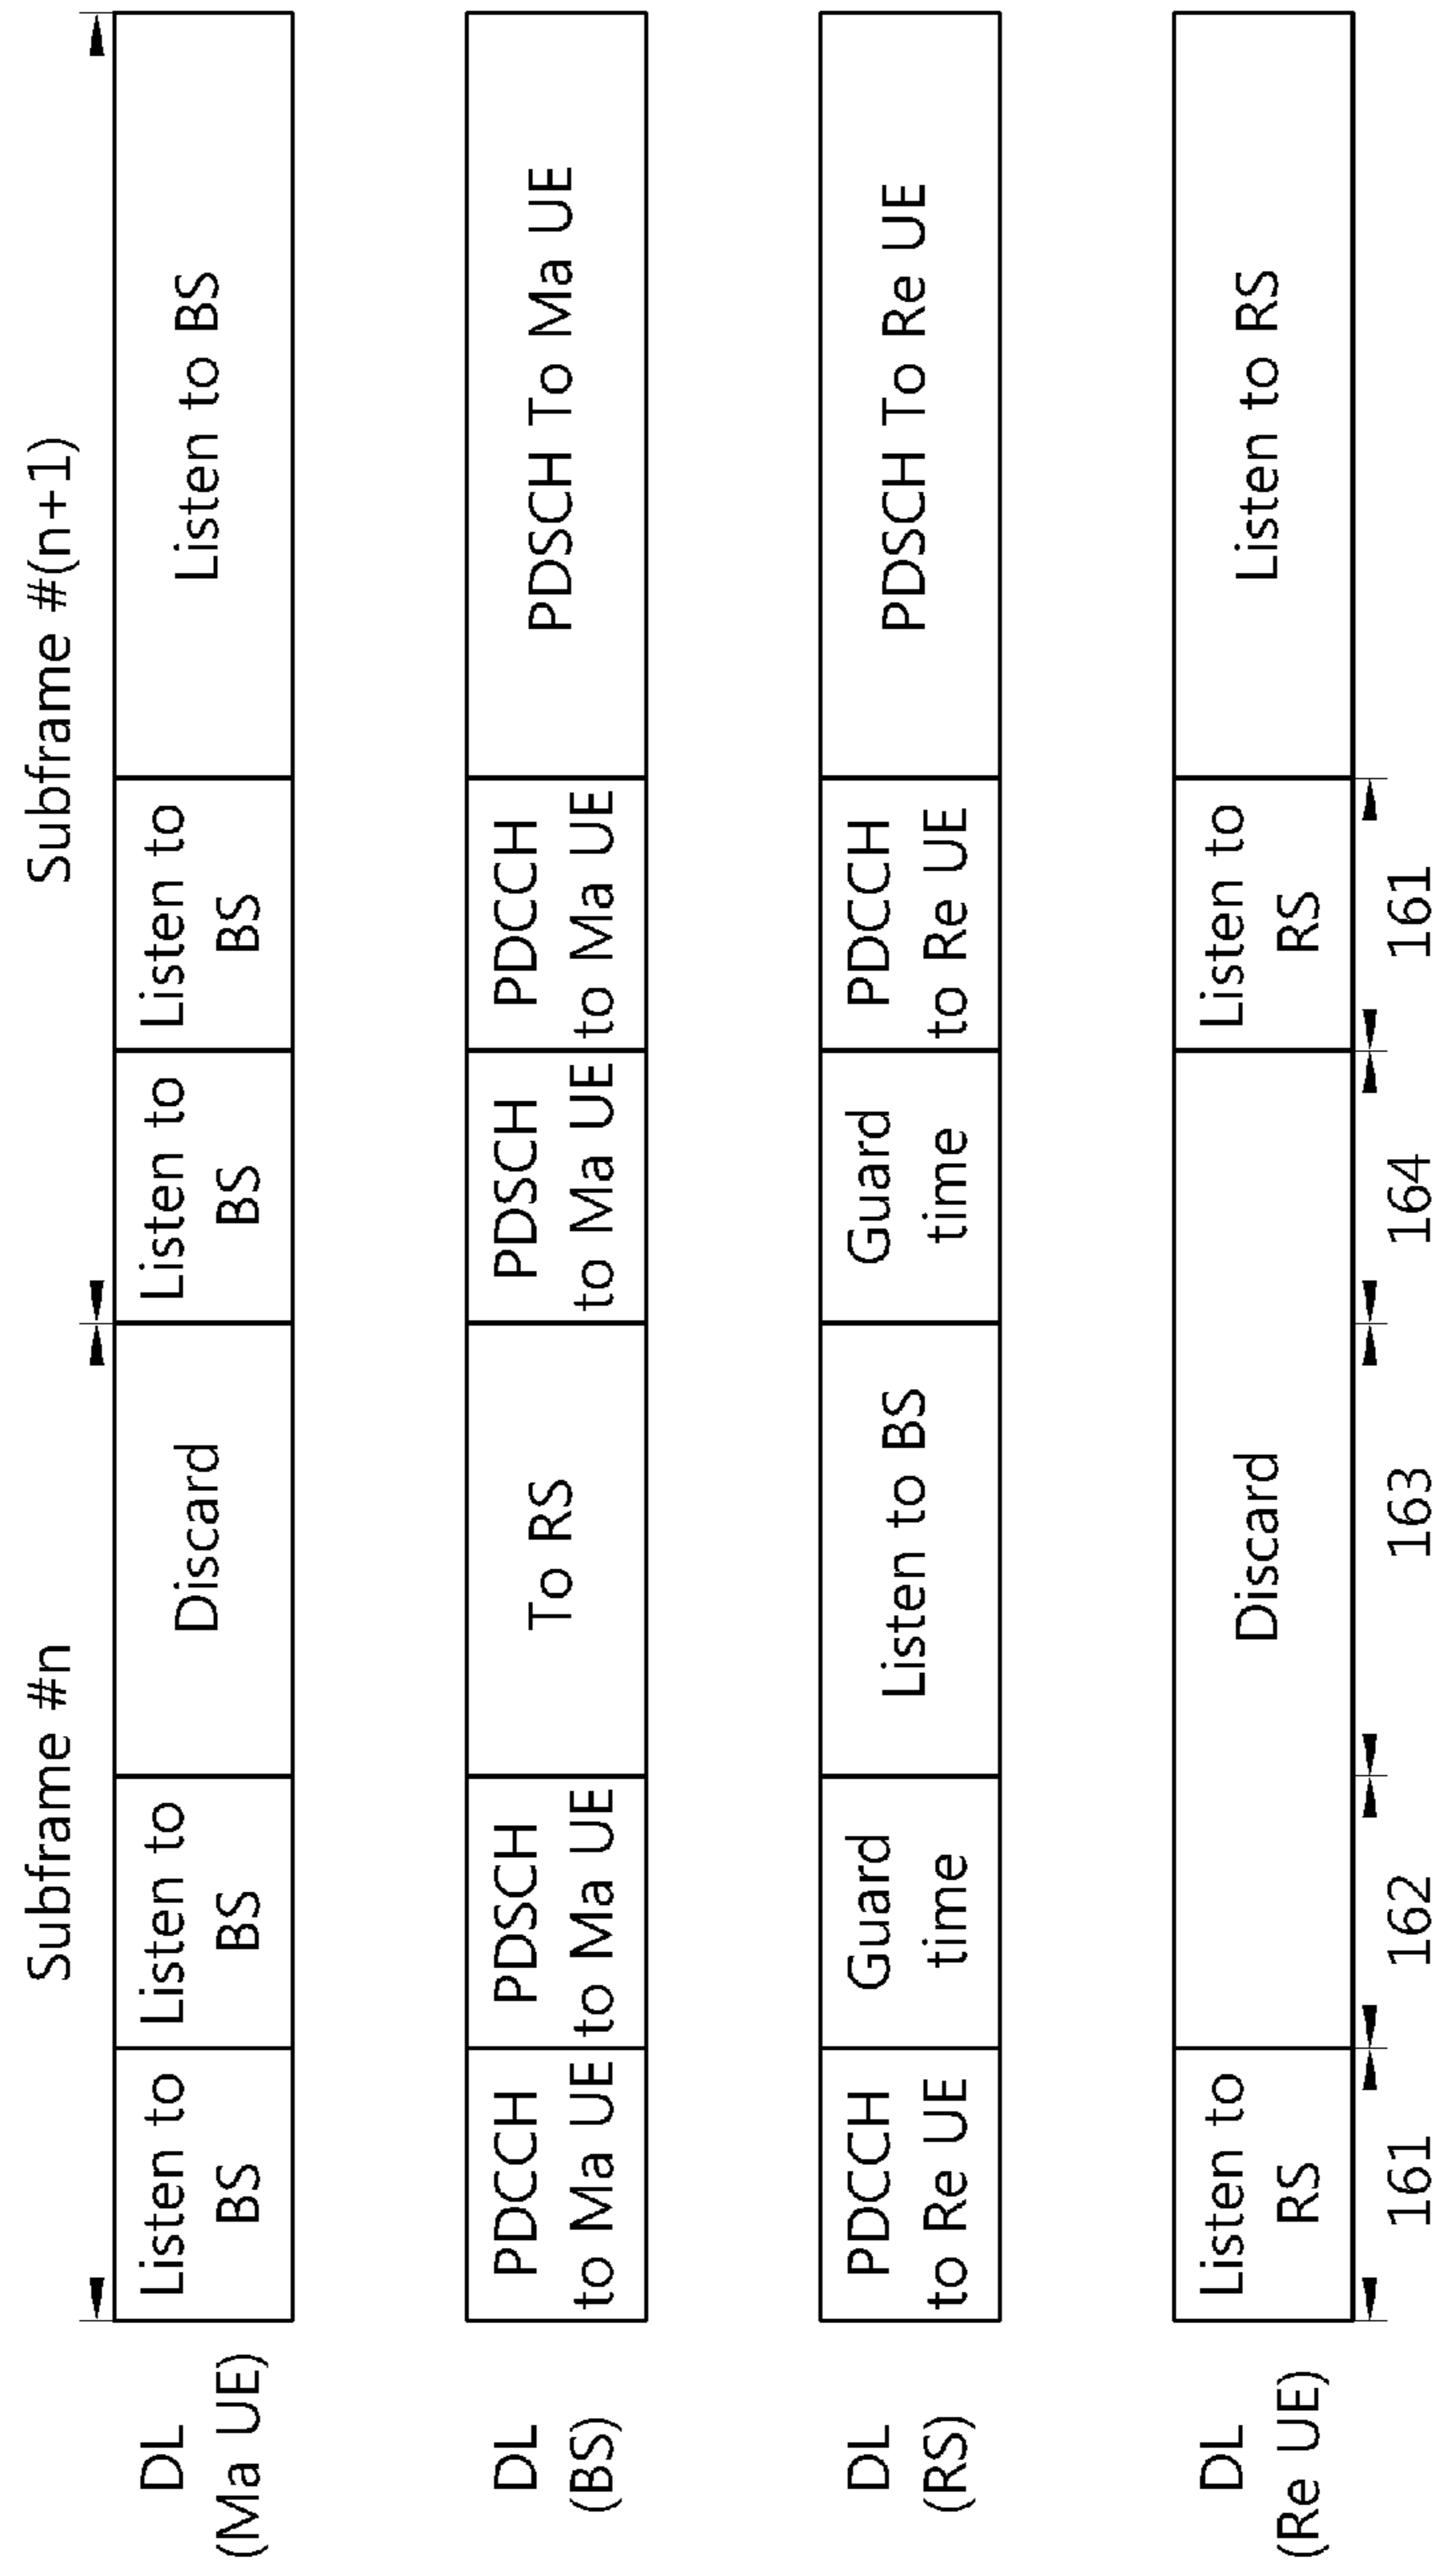 Subframe #n
Subframe #(n+1)
DL
(Ma UE)
Listen to
BS
Listen to
BS
Discard
Listen to
BS
Listen to
BS
Listen to BS
DL
(BS)
PDCCH
to Ma UE
PDSCH
to Ma UE
To RS
PDSCH
to Ma UE
PDCCH
to Ma UE
PDSCH To Ma UE
DL
(RS)
PDCCH
to Re UE
Guard
time
Listen to BS
Guard
time
PDCCH
to Re UE
PDSCH To Re UE
DL
(Re UE)
Listen to
RS
Discard
Listen to
RS
Listen to RS
161
162
163
164
161